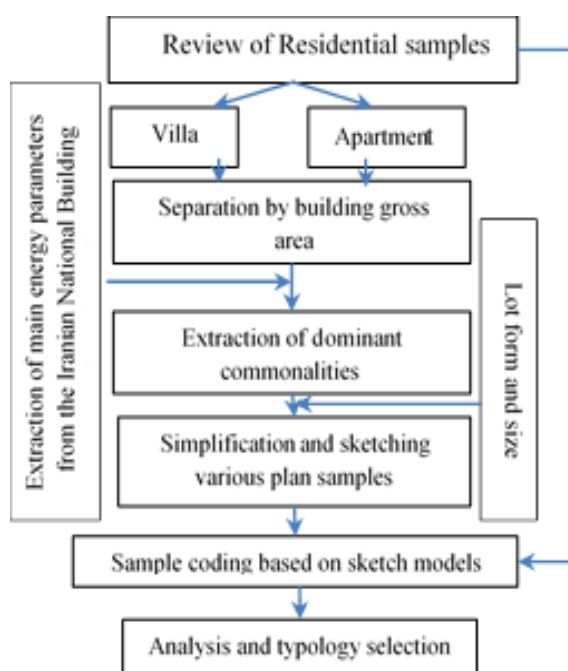 Review of Residential samples
Villa
Apartment
Separation by building gross
area
Extraction of main energy parameters
from the Iranian National Building
Lot form and size
Extraction of dominant
commonalities
Simplification and sketching
various plan samples
Sample coding based on sketch models
Analysis and typology selection